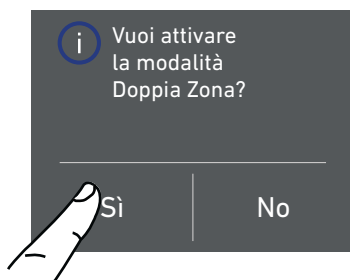 i
Vuoi attivare
la modalità
Doppia Zona?
Sì
No